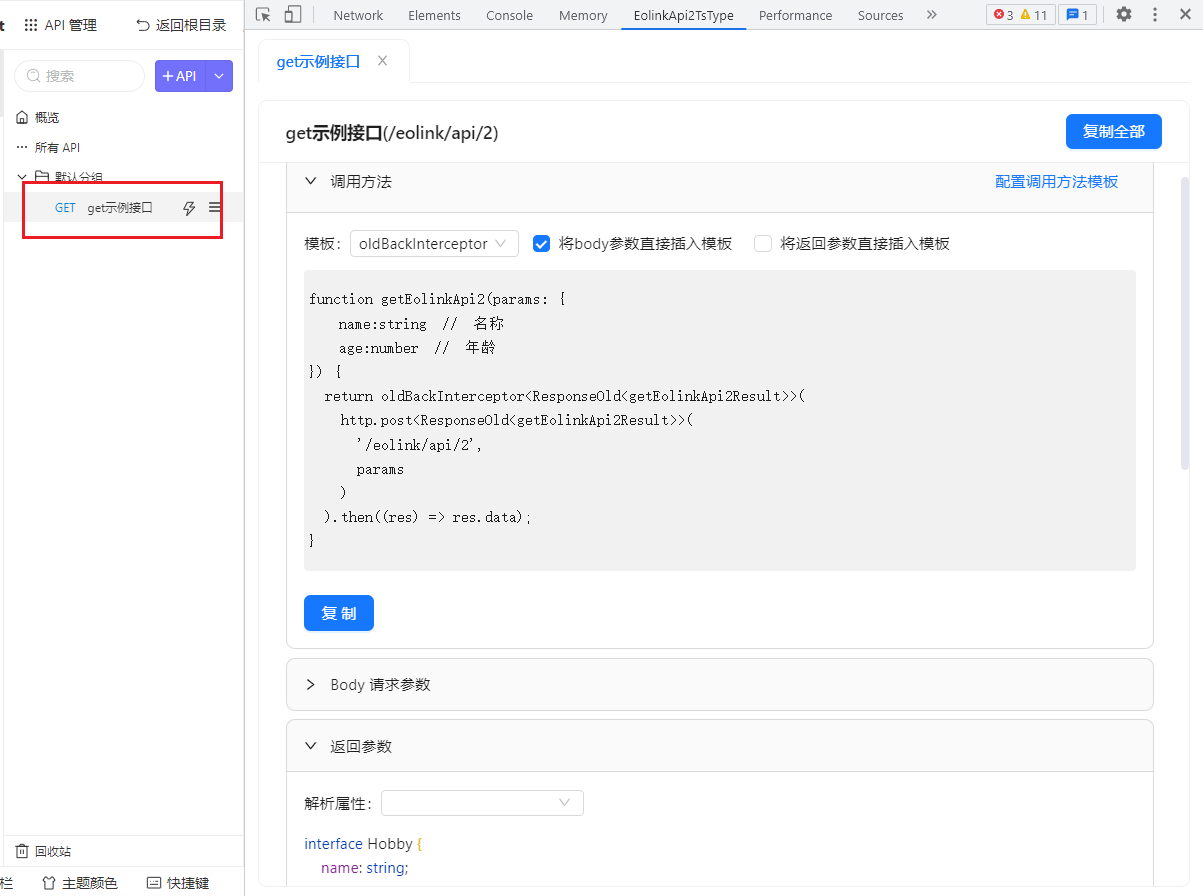 t
API 管理
返回根目录
搜索
+ API
概览
所有 API
默认分组
GET get示例接口
回收站
栏
主题颜色
快捷键
Network
Elements
Console
Memory
EolinkApi2TsType
Performance
Sources
3
11
1
get示例接口
get示例接口(/eolink/api/2)
复制全部
调用方法
配置调用方法模板
模板: oldBackInterceptor 将body参数直接插入模板 将返回参数直接插入模板
function getEolinkApi2(params: {
name:string // 名称
age:number // 年龄
}) {
return oldBackInterceptor<ResponseOld<getEolinkApi2Result>>(
http.post<ResponseOld<getEolinkApi2Result>>(
'/eolink/api/2',
params
)
).then((res) => res.data);
}
复 制
Body 请求参数
返回参数
解析属性:
interface Hobby {
name: string;